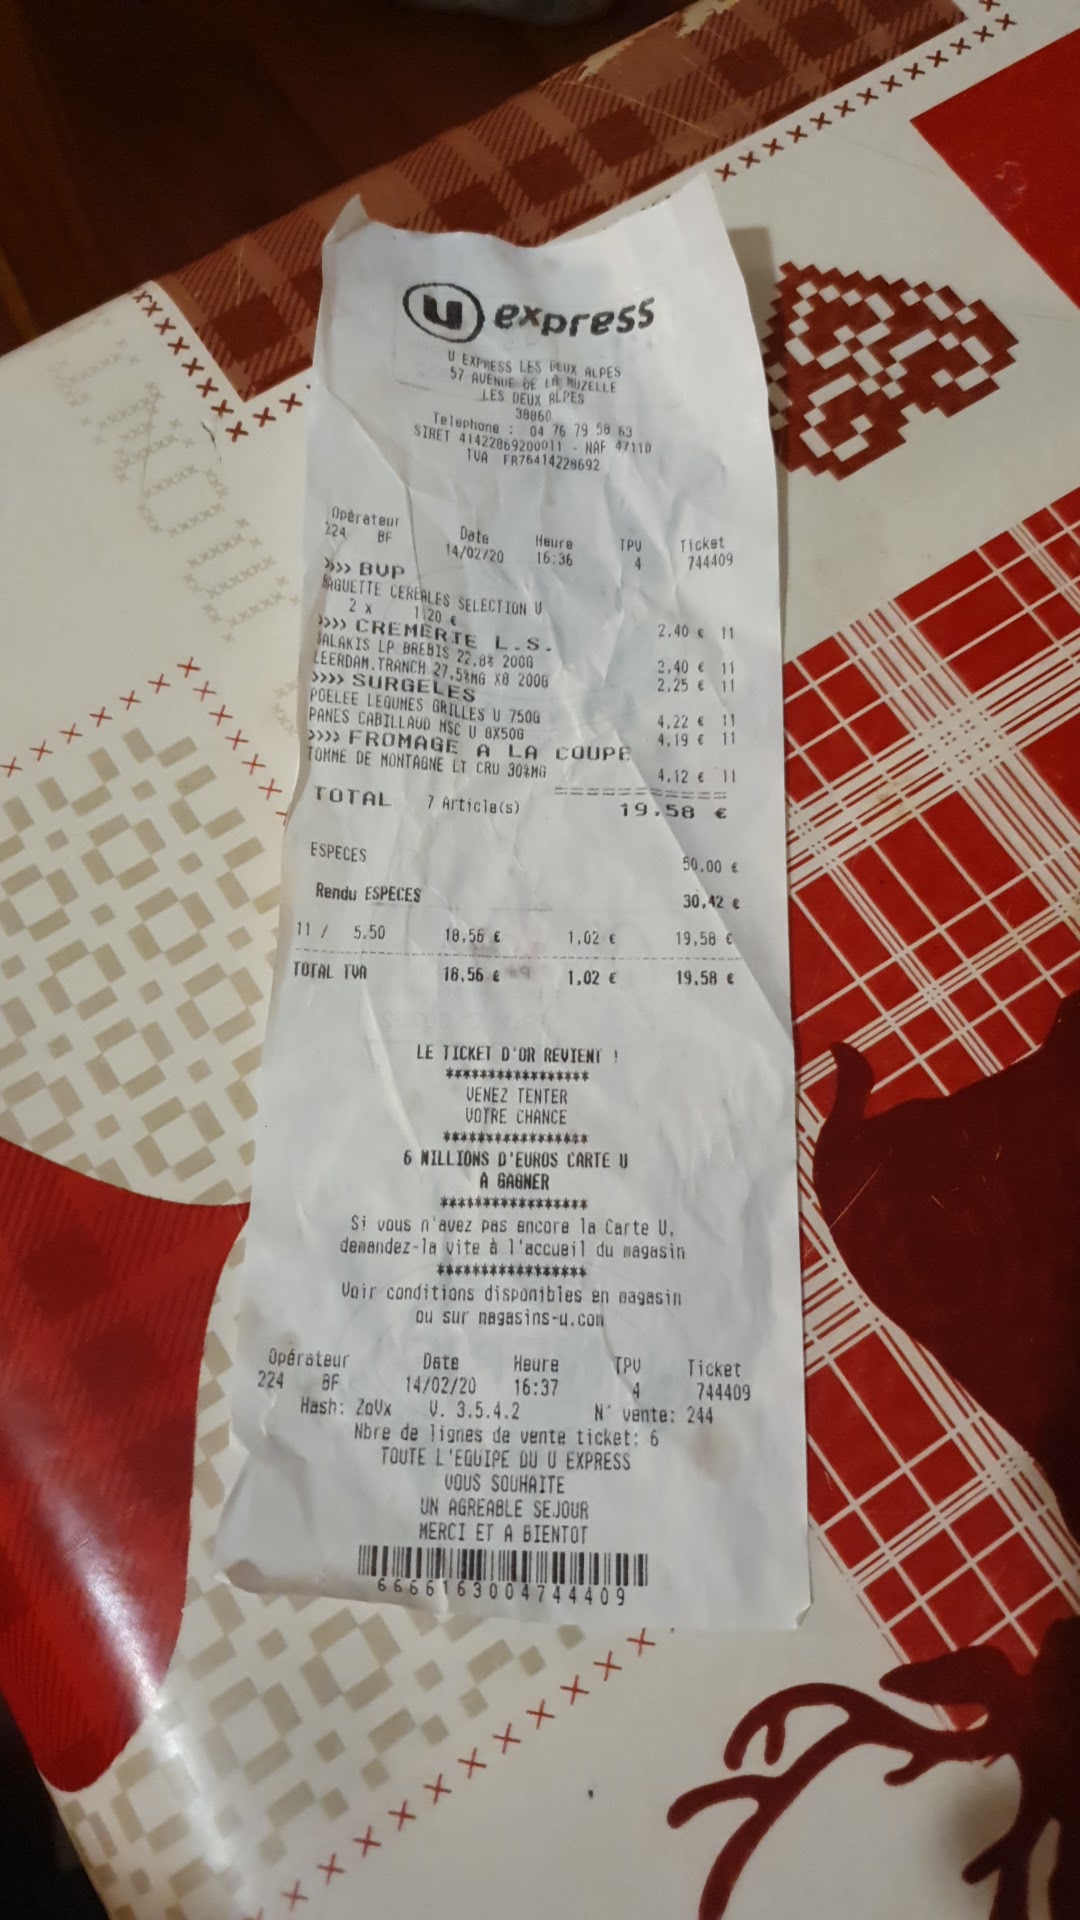 U express
U EXPRESS LES DEUX ALPES
57 AVENUE DE LA MUZELLE
LES DEUX ALPES
38860
Telephone : 04 76 79 58 63
SIRET 41422869200011 - NAF 4711D
TVA FR76414228692
Opérateur Date Heure TPV Ticket
224 BF 14/02/20 16:36 4 744409
>>>> BVP
BAGUETTE CEREALES SELECTION U
2 x 1.20 € 2.40 € 11
>>>> CREMERIE L.S.
SALAKIS LP BREBIS 22.8% 200G 2.40 € 11
LEERDAM.TRANCH 27,5%MG X8 200G 2.25 € 11
>>>> SURGELES
POELEE LEGUMES GRILLES U 750G 4.22 € 11
PANES CABILLAUD MSC U 8X50G 4.19 € 11
>>>> FROMAGE A LA COUPE
TOMME DE MONTAGNE LT CRU 30%MG 4.12 € 11
===========
TOTAL 7 Article(s) 19.58 €
ESPECES 50.00 €
Rendu ESPECES 30,42 €
11 / 5.50 18,56 € 1,02 € 19,58 €
TOTAL TVA 18,56 € 1,02 € 19,58 €
LE TICKET D'OR REVIENT !
*****************
VENEZ TENTER
VOTRE CHANCE
*****************
6 MILLIONS D'EUROS CARTE U
A GAGNER
*****************
Si vous n'avez pas encore la Carte U,
demandez-la vite à l'accueil du magasin
*****************
Voir conditions disponibles en magasin
ou sur magasins-u.com
Opérateur Date Heure TPV Ticket
224 BF 14/02/20 16:37 4 744409
Hash: ZoVx V. 3.5.4.2 N° vente: 244
Nbre de lignes de vente ticket: 6
TOUTE L'EQUIPE DU U EXPRESS
VOUS SOUHAITE
UN AGREABLE SEJOUR
MERCI ET A BIENTOT
6666163004744409